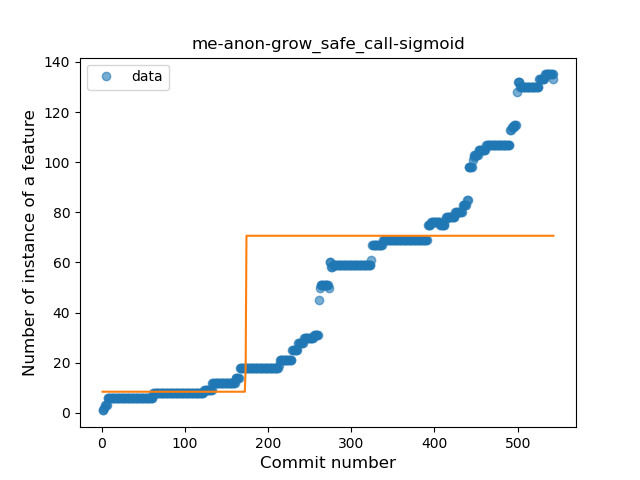 me-anon-grow_safe_call-sigmoid
data
Number of instance of a feature
140
120
100
80
60
40
20
0
0 100 200 300 400 500
Commit number